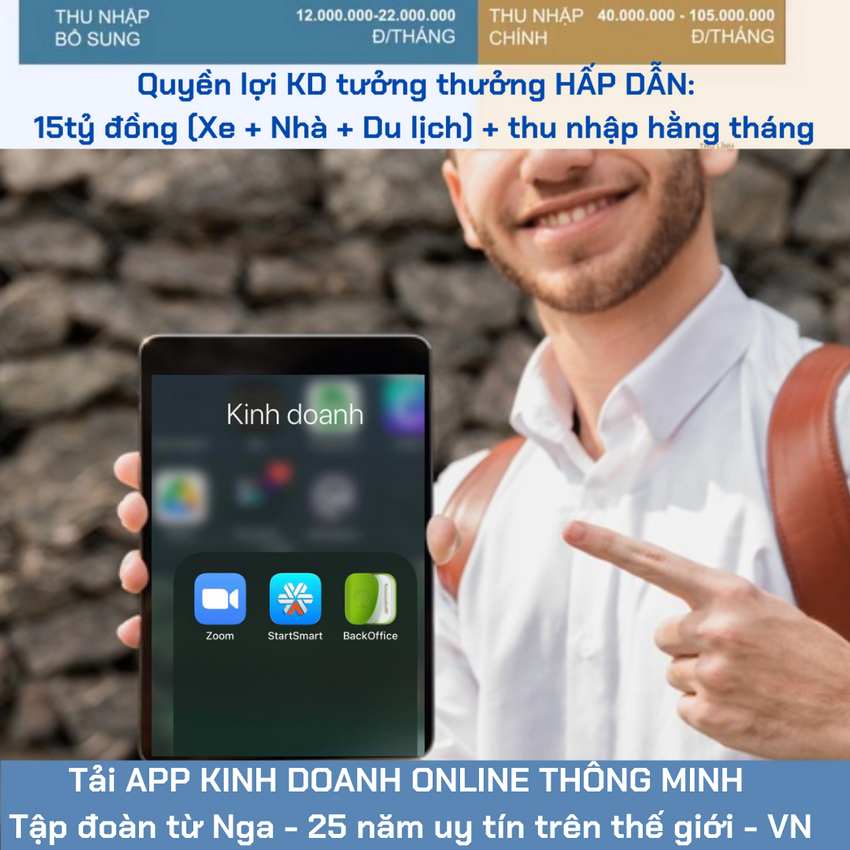 THU NHẬP
BỔ SUNG
12.000.000-22.000.000
Đ/THÁNG
THU NHẬP
CHÍNH
40.000.000 - 105.000.000
Đ/THÁNG
Quyền lợi KD tưởng thưởng HẤP DẪN:
15tỷ đồng (Xe + Nhà + Du lịch) + thu nhập hằng tháng
Kinh doanh
Zoom
StartSmart
BackOffice
Tải APP KINH DOANH ONLINE THÔNG MINH
Tập đoàn từ Nga - 25 năm uy tín trên thế giới - VN